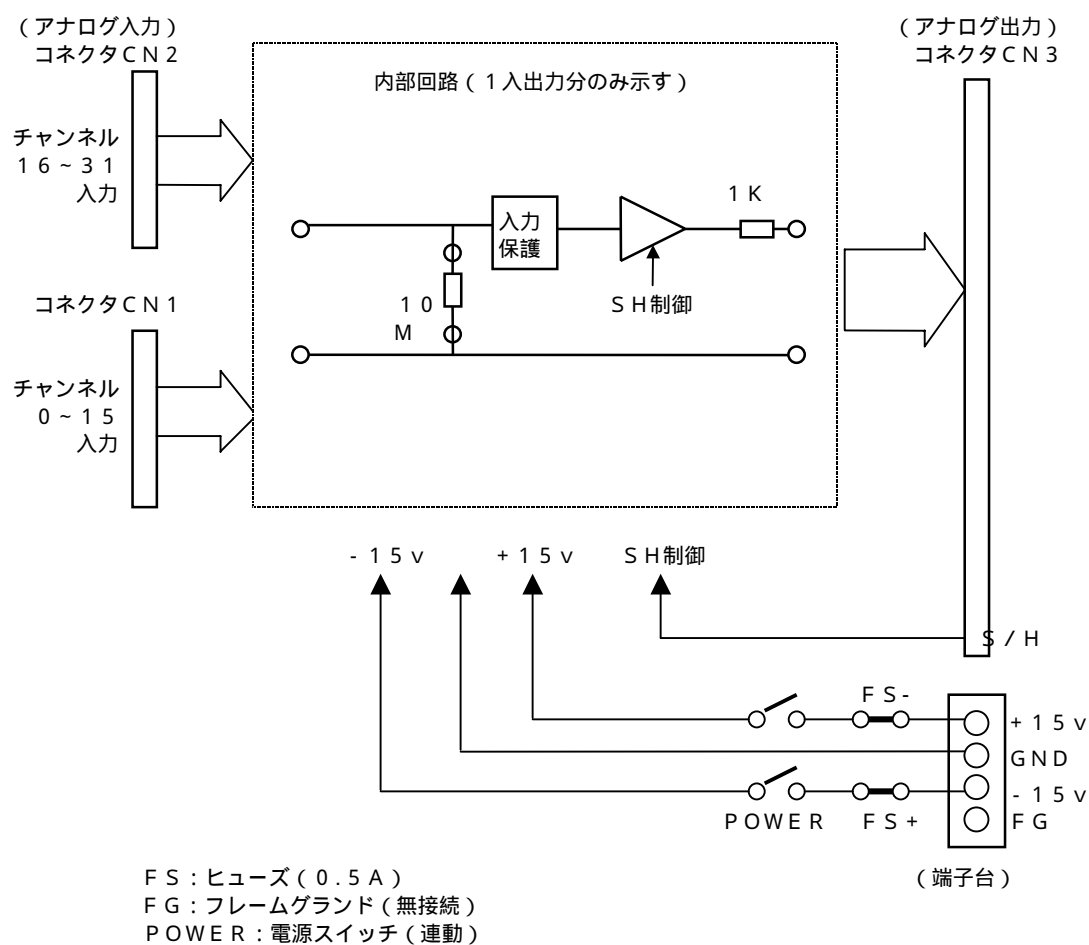 (アナログ入力)
コネクタCN2
(アナログ出力)
コネクタCN3
内部回路(1入出力分のみ示す)
チャンネル
16~31
入力
1K
入力
保護
10
M
SH制御
コネクタCN1
チャンネル
0~15
入力
-15v
+15v
SH制御
S/H
FS-
+15v
GND
-15v
POWER
FS+
FG
(端子台)
FS:ヒューズ(0.5A)
FG:フレームグランド(無接続)
POWER:電源スイッチ(連動)